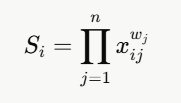 S_i = \prod_{j=1}^{n} x_{ij}^{w_j}